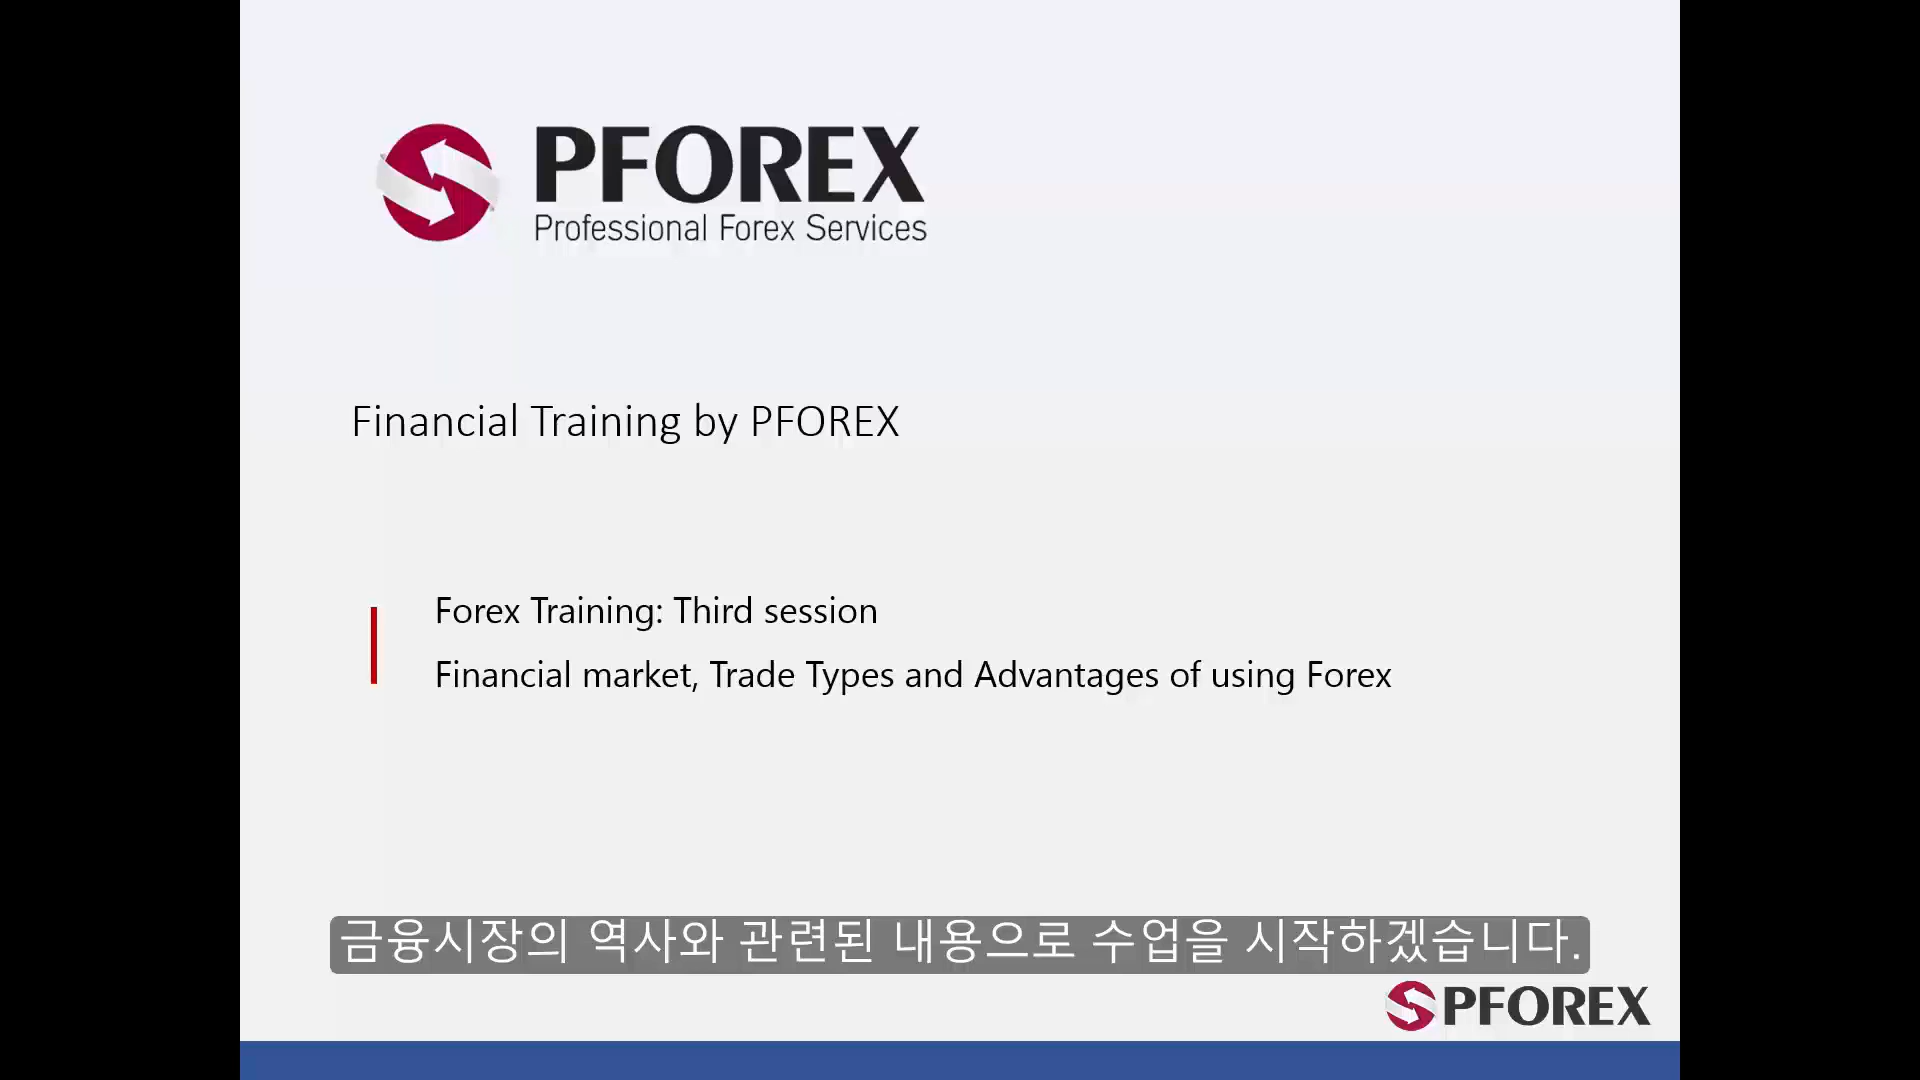 PFOREX
Professional Forex Services
Financial Training by PFOREX
Forex Training: Third session
Financial market, Trade Types and Advantages of using Forex
금융시장의 역사와 관련된 내용으로 수업을 시작하겠습니다.
PFOREX